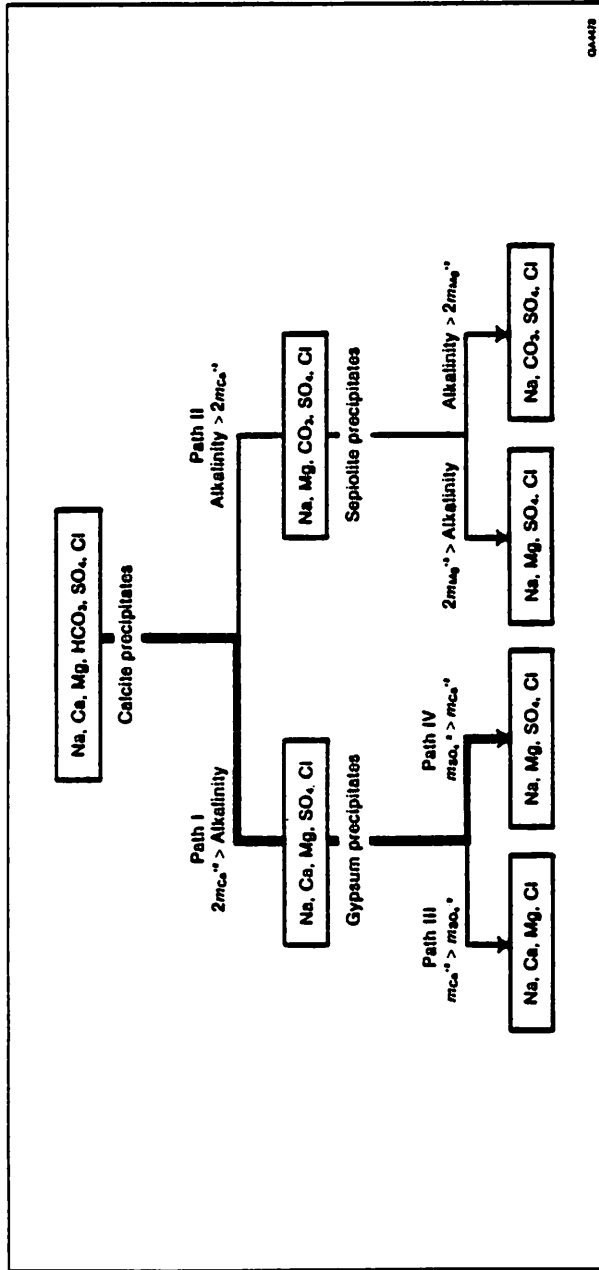 Na, Ca, Mg, HCO₃, SO₄, Cl
Calcite precipitates
Path I
2mCa⁺² > Alkalinity
Path II
Alkalinity > 2mCa⁺²
Na, Ca, Mg, SO₄, Cl
Gypsum precipitates
Na, Mg, CO₃, SO₄, Cl
Sepiolite precipitates
Path III
mCa⁺² > mSO₄⁻²
Path IV
mSO₄⁻² > mCa⁺²
2mMg⁺² > Alkalinity
Alkalinity > 2mMg⁺²
Na, Ca, Mg, Cl
Na, Mg, SO₄, Cl
Na, Mg, SO₄, Cl
Na, CO₃, SO₄, Cl